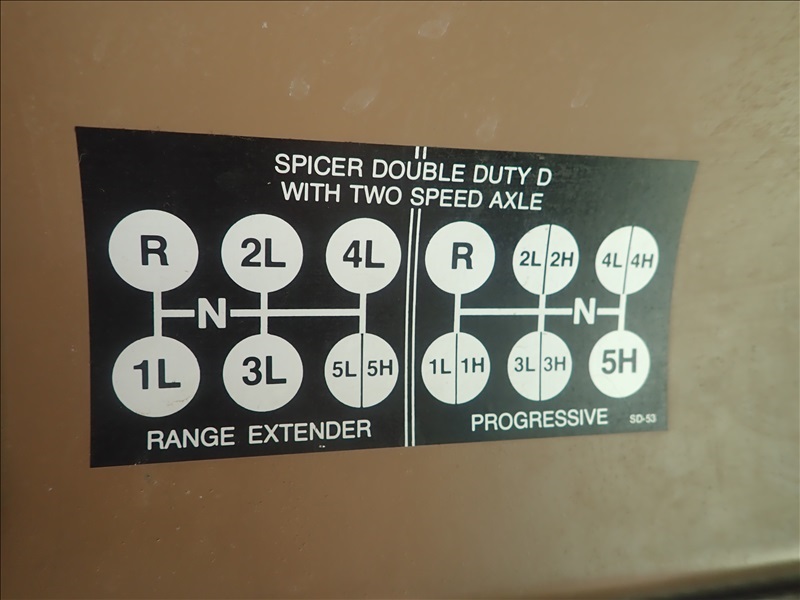 SPICER DOUBLE DUTY D
WITH TWO SPEED AXLE
R 2L 4L
N
1L 3L 5L 5H
RANGE EXTENDER
R 2L 2H 4L 4H
N
1L 1H 3L 3H 5H
PROGRESSIVE
SD-53